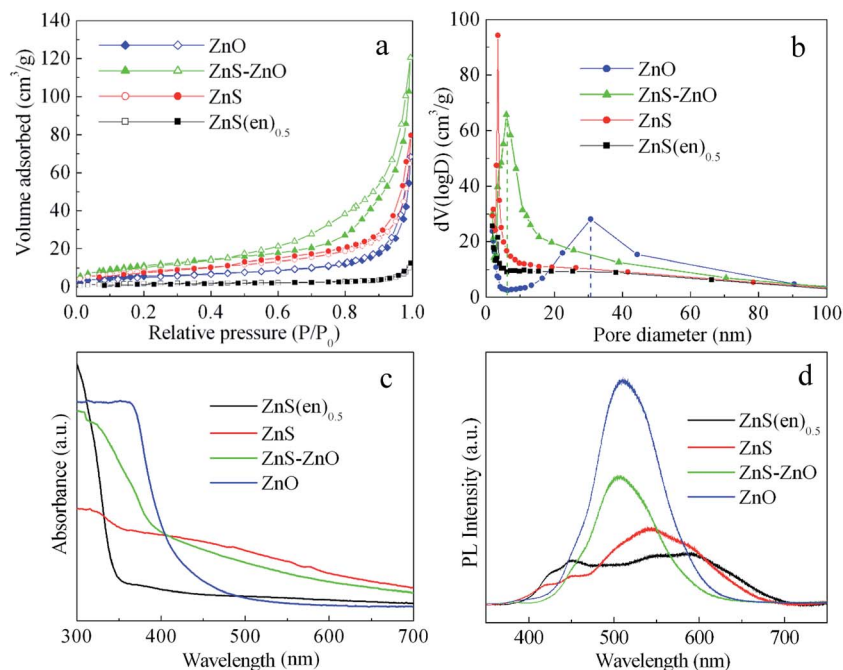 a
ZnO
ZnS-ZnO
ZnS
ZnS(en)0.5
Volume adsorbed (cm3/g)
140
120
100
80
60
40
20
0
0.0 0.2 0.4 0.6 0.8 1.0
Relative pressure (P/P0)
b
ZnO
ZnS-ZnO
ZnS
ZnS(en)0.5
dV(logD) (cm3/g)
100
80
60
40
20
0
0 20 40 60 80 100
Pore diameter (nm)
c
ZnS(en)0.5
ZnS
ZnS-ZnO
ZnO
Absorbance (a.u.)
300 400 500 600 700
Wavelength (nm)
d
ZnS(en)0.5
ZnS
ZnS-ZnO
ZnO
PL Intensity (a.u.)
400 500 600 700
Wavelength (nm)